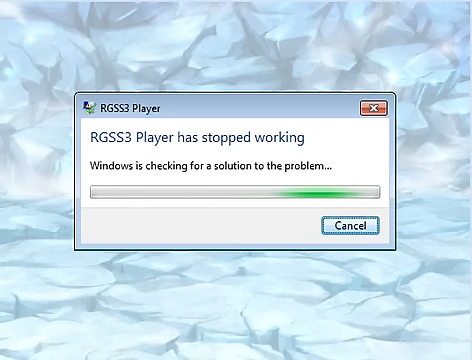 RGSS3 Player
RGSS3 Player has stopped working
Windows is checking for a solution to the problem...
Cancel